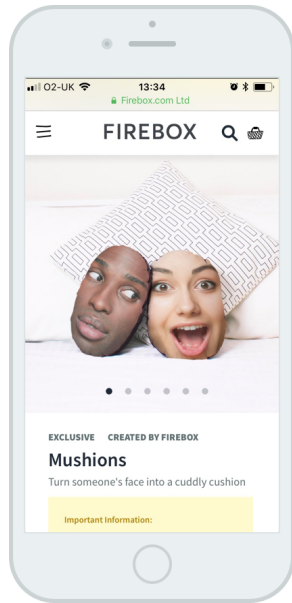 O2-UK 13:34
Firebox.com Ltd
FIREBOX
EXCLUSIVE CREATED BY FIREBOX
Mushions
Turn someone's face into a cuddly cushion
Important Information: